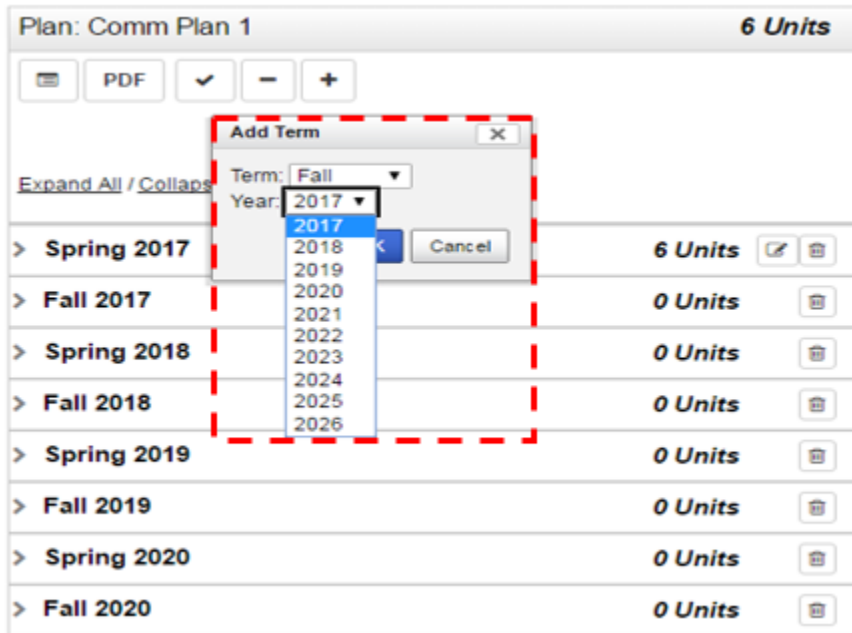 Plan: Comm Plan 1 6 Units
PDF
Add Term
Expand All / Collaps
Term: Fall
Year: 2017
2017
2018
2019
2020
2021
2022
2023
2024
2025
2026
K Cancel
Spring 2017 6 Units
Fall 2017 0 Units
Spring 2018 0 Units
Fall 2018 0 Units
Spring 2019 0 Units
Fall 2019 0 Units
Spring 2020 0 Units
Fall 2020 0 Units